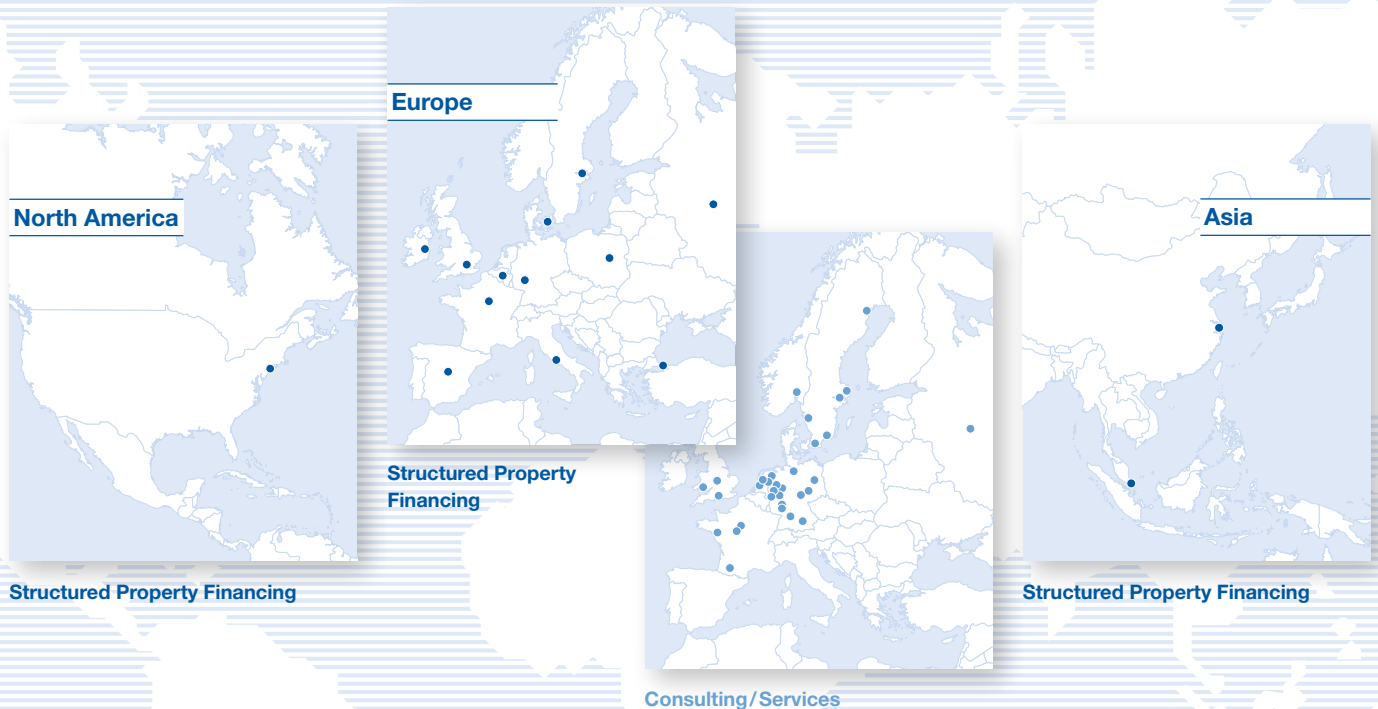 Europe
North America
Asia
Structured Property
Financing
Structured Property Financing
Structured Property Financing
Consulting/Services